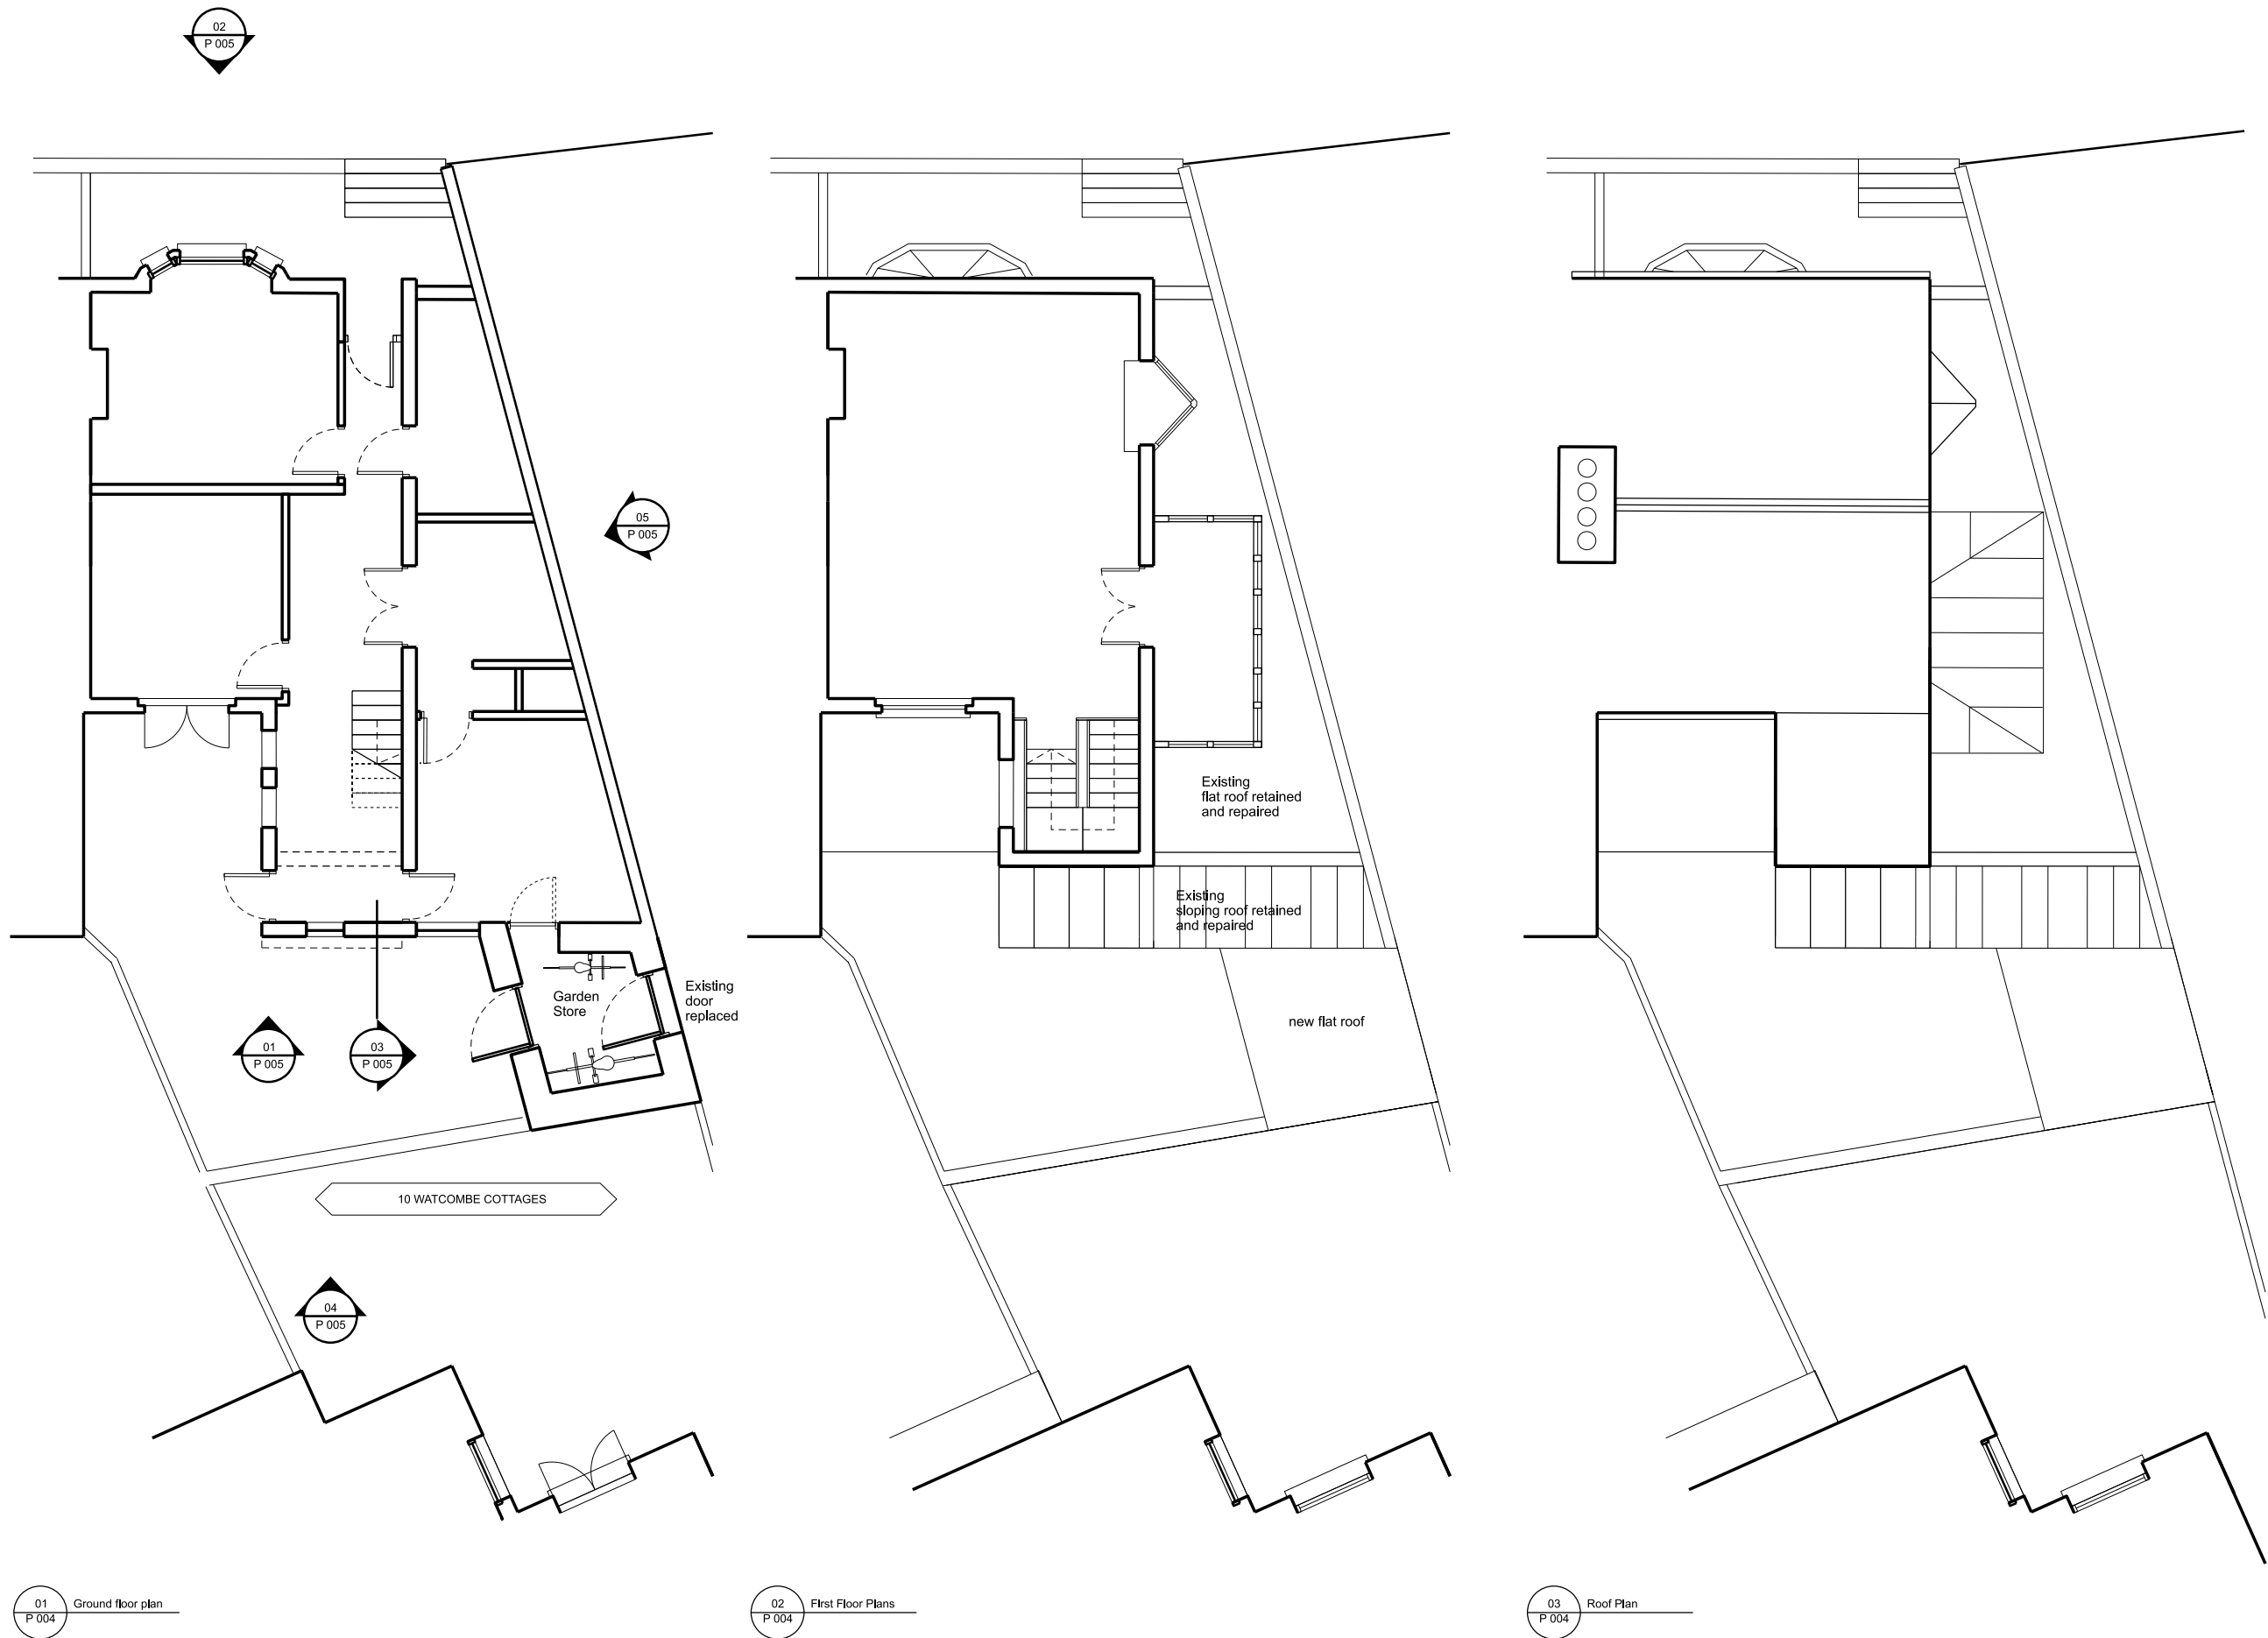 02
P 005
05
P 005
Existing
flat roof retained
and repaired
Existing
sloping roof retained
and repaired
Garden
Store
Existing
door
replaced
new flat roof
01
P 005
03
P 005
10 WATCOMBE COTTAGES
04
P 005
01
P 004
Ground floor plan
02
P 004
First Floor Plans
03
P 004
Roof Plan